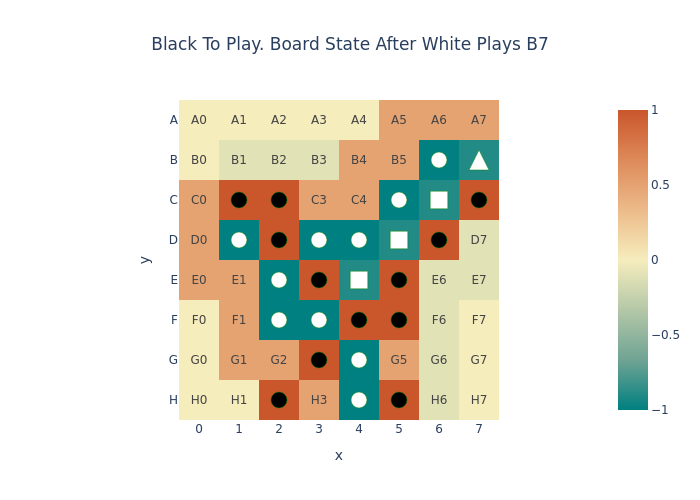 Black To Play. Board State After White Plays B7
A A0 A1 A2 A3 A4 A5 A6 A7
B B0 B1 B2 B3 B4 B5
C C0 C3 C4
D D0 D7
E E0 E1 E6 E7
F F0 F1 F6 F7
G G0 G1 G2 G5 G6 G7
H H0 H1 H3 H6 H7
0 1 2 3 4 5 6 7
x
y
1
0.5
0
−0.5
−1